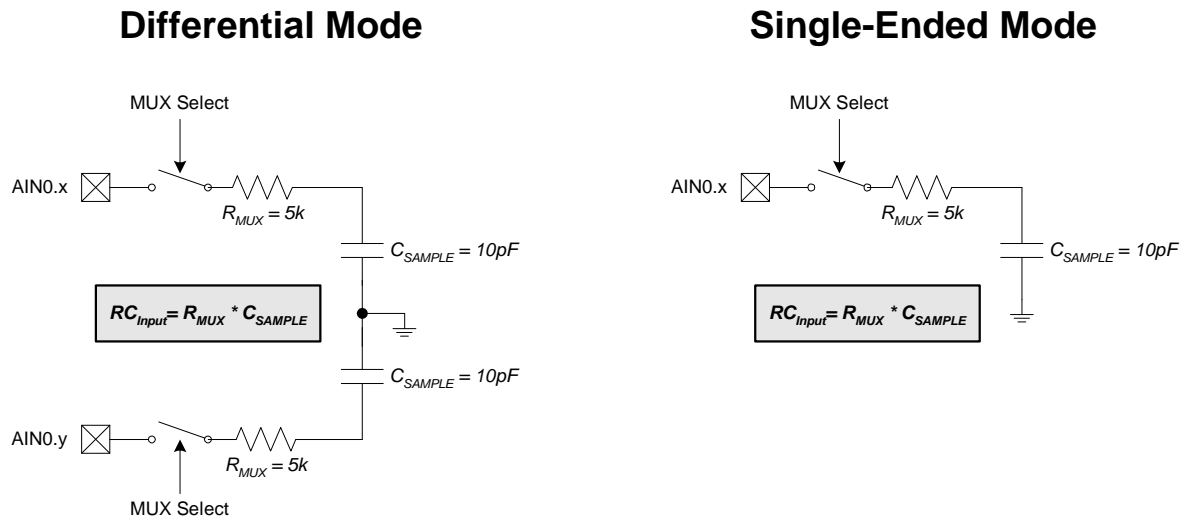 Differential Mode
MUX Select
AIN0.x
R_MUX = 5k
C_SAMPLE = 10pF
RC_Input= R_MUX * C_SAMPLE
C_SAMPLE = 10pF
AIN0.y
R_MUX = 5k
MUX Select
Single-Ended Mode
MUX Select
AIN0.x
R_MUX = 5k
C_SAMPLE = 10pF
RC_Input= R_MUX * C_SAMPLE